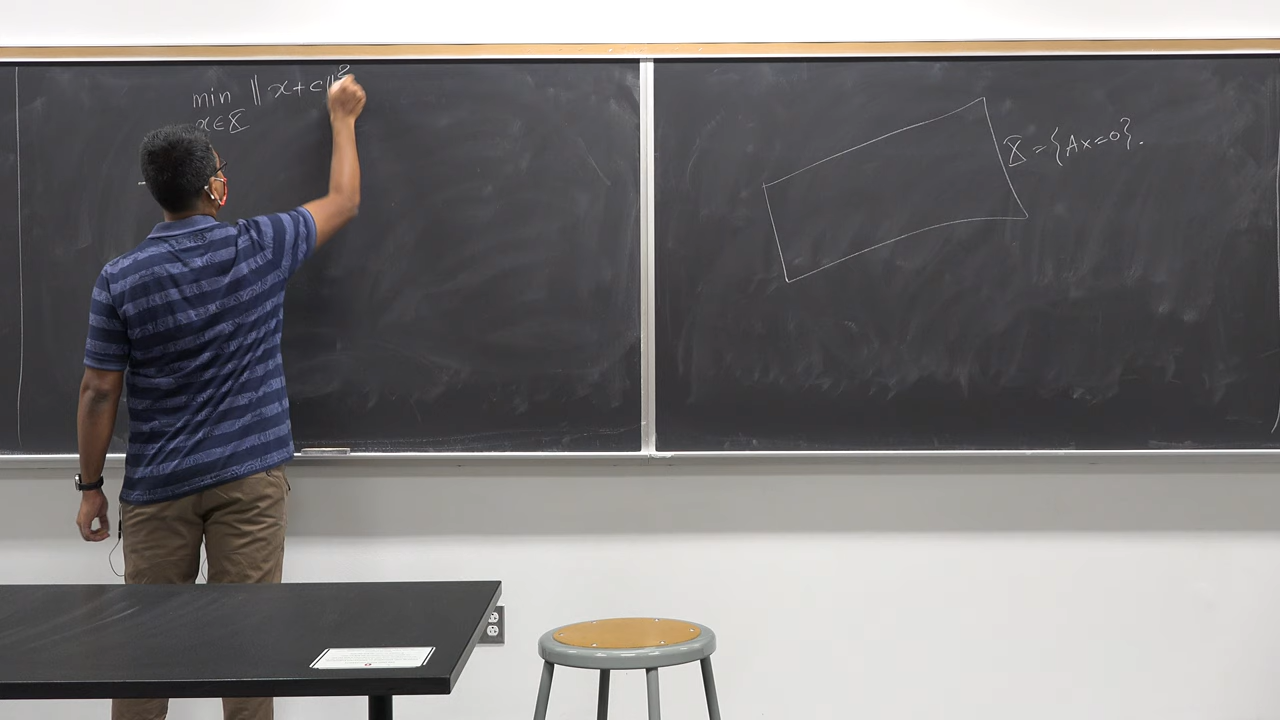 min ‖x+c‖²
x∈X
X = {Ax=0}.